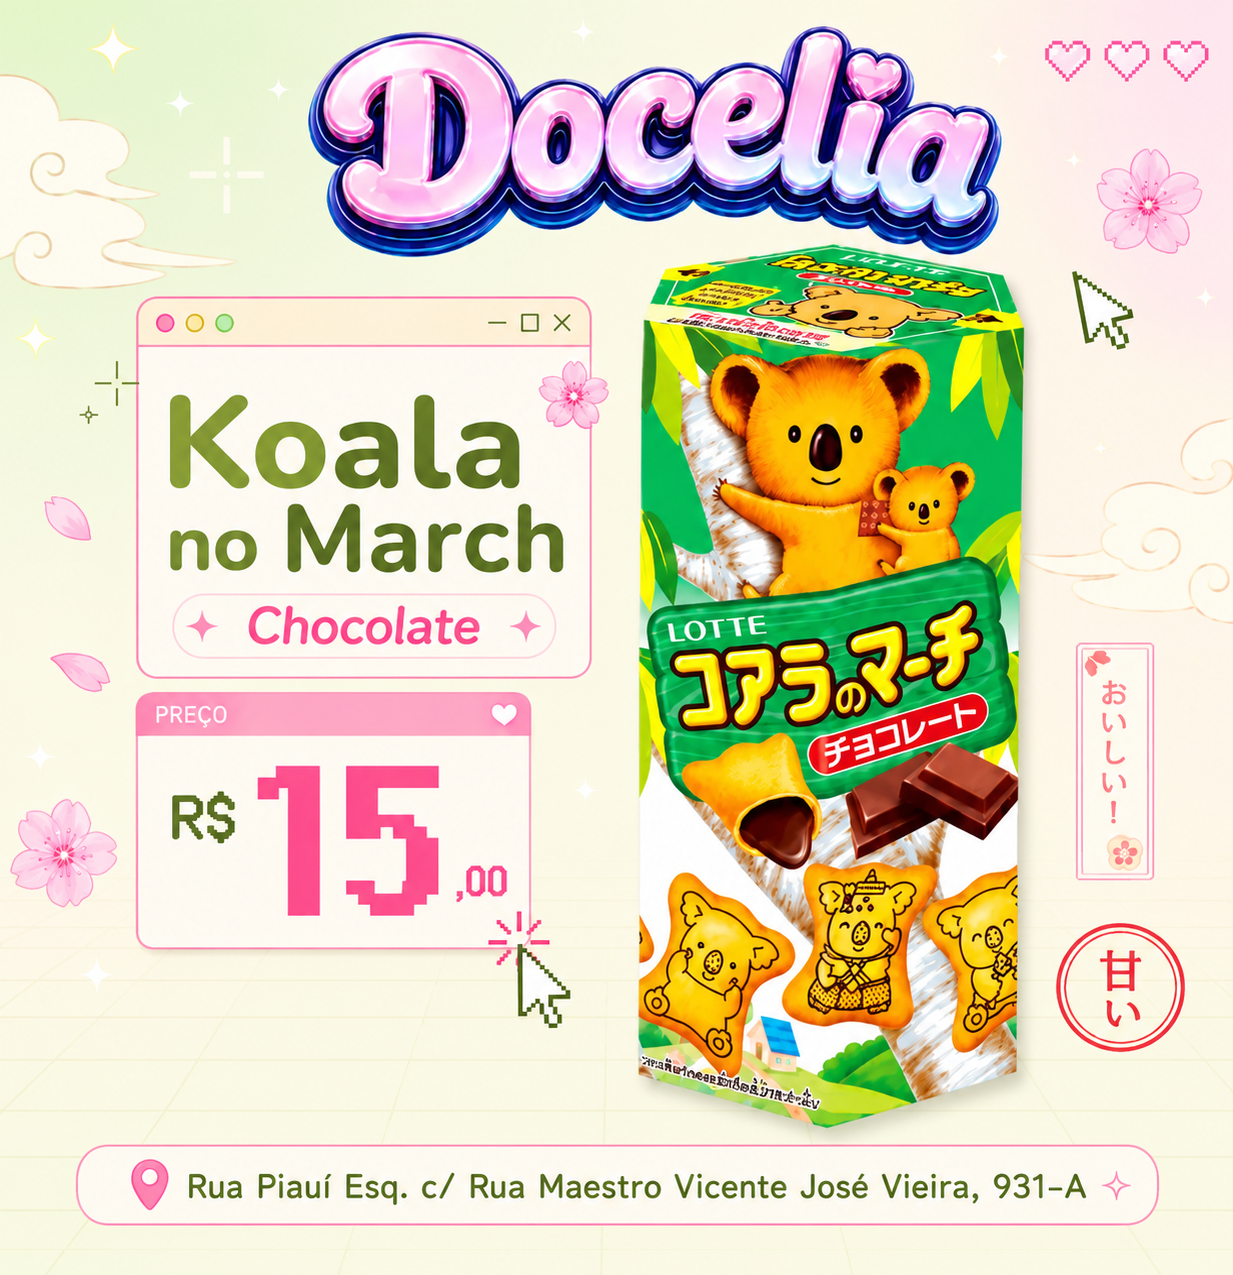 Docelia
Koala
no March
Chocolate
PREÇO
R$ 15,00
LOTTE
コアラのマーチ
チョコレート
おいしい!
甘い
Rua Piauí Esq. c/ Rua Maestro Vicente José Vieira, 931-A